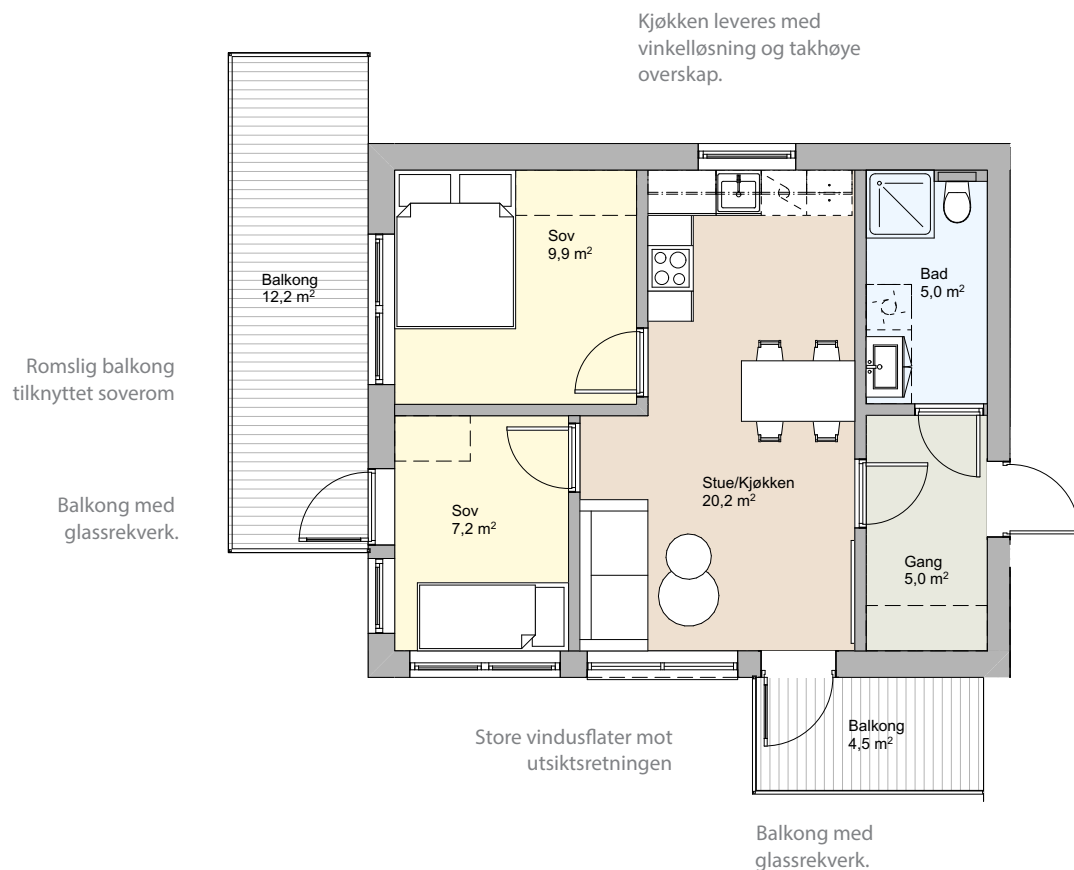 Kjøkken leveres med
vinkelløsning og takhøye
overskap.
Sov
9,9 m²
Balkong
12,2 m²
Bad
5,0 m²
Romslig balkong
tilknyttet soverom
Stue/Kjøkken
20,2 m²
Balkong med
glassrekverk.
Sov
7,2 m²
Gang
5,0 m²
Store vindusflater mot
utsiktsretningen
Balkong
4,5 m²
Balkong med
glassrekverk.